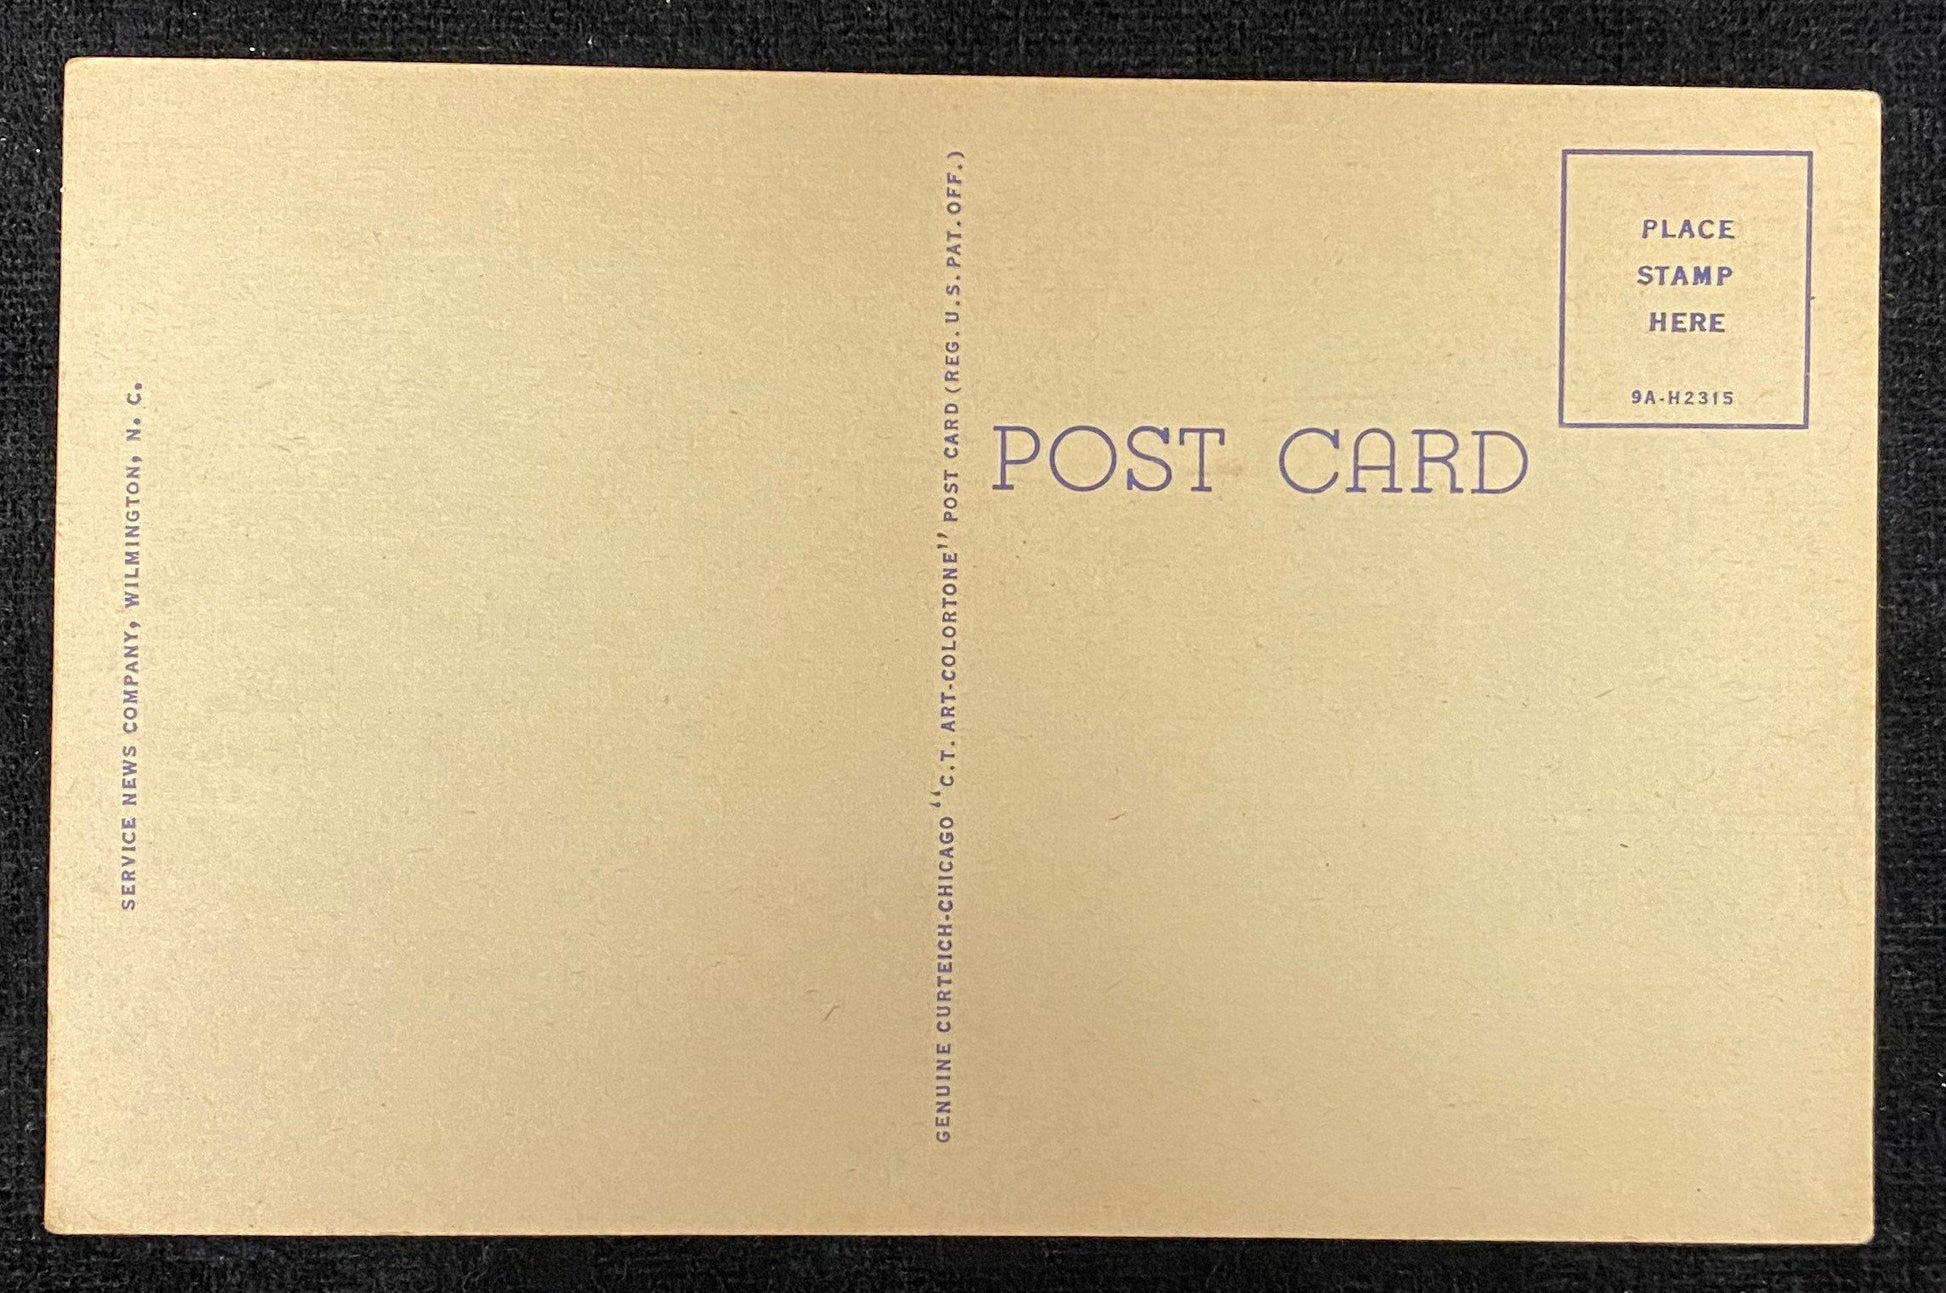 SERVICE NEWS COMPANY, WILMINGTON, N. C.
GENUINE CURTEICH-CHICAGO "C.T. ART-COLORTONE" POST CARD (REG. U.S. PAT. OFF.)
POST CARD
PLACE
STAMP
HERE
9A-H2315